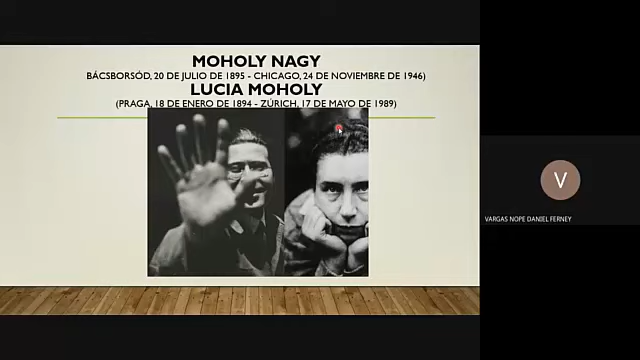 MOHOLY NAGY
BÁCSBORSÓD, 20 DE JULIO DE 1895 - CHICAGO, 24 DE NOVIEMBRE DE 1946)
LUCIA MOHOLY
(PRAGA, 18 DE ENERO DE 1894 - ZÚRICH, 17 DE MAYO DE 1989)
V
VARGAS NOPE DANIEL FERNEY